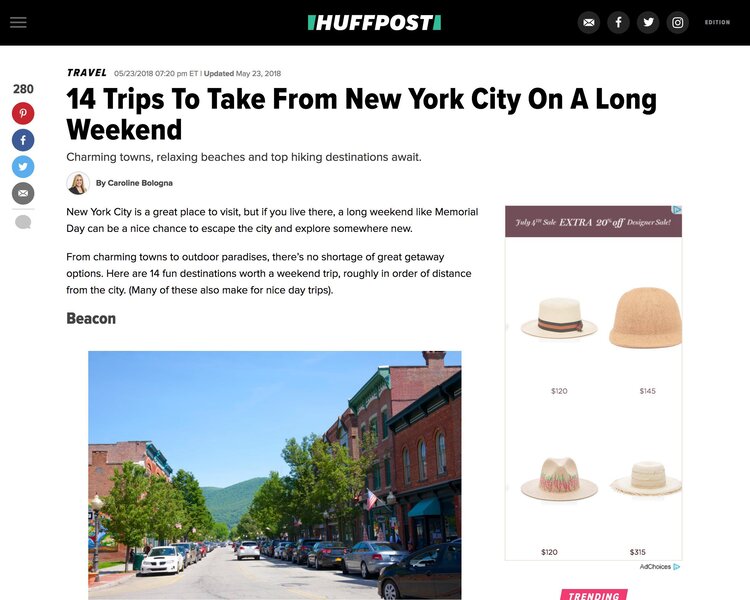 HUFFPOST
EDITION
280
TRAVEL 05/23/2018 07:20 pm ET | Updated May 23, 2018
14 Trips To Take From New York City On A Long
Weekend
Charming towns, relaxing beaches and top hiking destinations await.
By Caroline Bologna
New York City is a great place to visit, but if you live there, a long weekend like Memorial
Day can be a nice chance to escape the city and explore somewhere new.
From charming towns to outdoor paradises, there's no shortage of great getaway
options. Here are 14 fun destinations worth a weekend trip, roughly in order of distance
from the city. (Many of these also make for nice day trips).
Beacon
July 4TH Sale EXTRA 20% off Designer Sale!
$120
$145
$120
$315
AdChoices
TRENDING